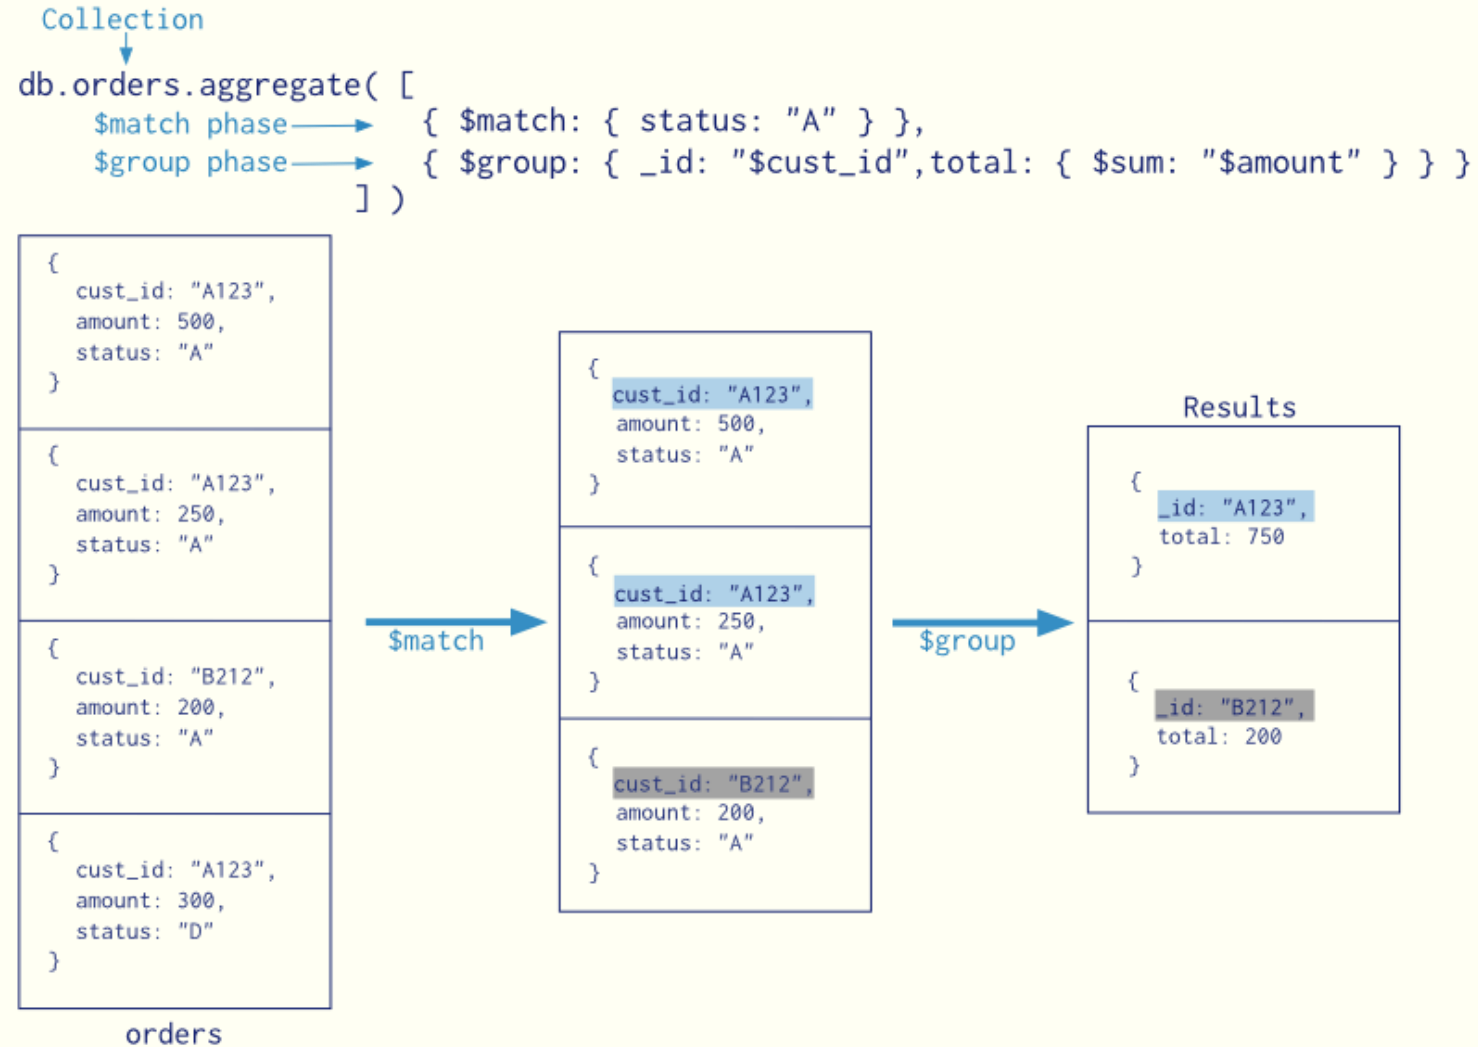 Collection
db.orders.aggregate( [
$match phase
{ $match: { status: "A" } },
$group phase
{ $group: { _id: "$cust_id",total: { $sum: "$amount" } } }
] )
{
cust_id: "A123",
amount: 500,
status: "A"
}
{
cust_id: "A123",
amount: 250,
status: "A"
}
{
cust_id: "B212",
amount: 200,
status: "A"
}
{
cust_id: "A123",
amount: 300,
status: "D"
}
orders
$match
{
cust_id: "A123",
amount: 500,
status: "A"
}
{
cust_id: "A123",
amount: 250,
status: "A"
}
{
cust_id: "B212",
amount: 200,
status: "A"
}
$group
Results
{
_id: "A123",
total: 750
}
{
_id: "B212",
total: 200
}